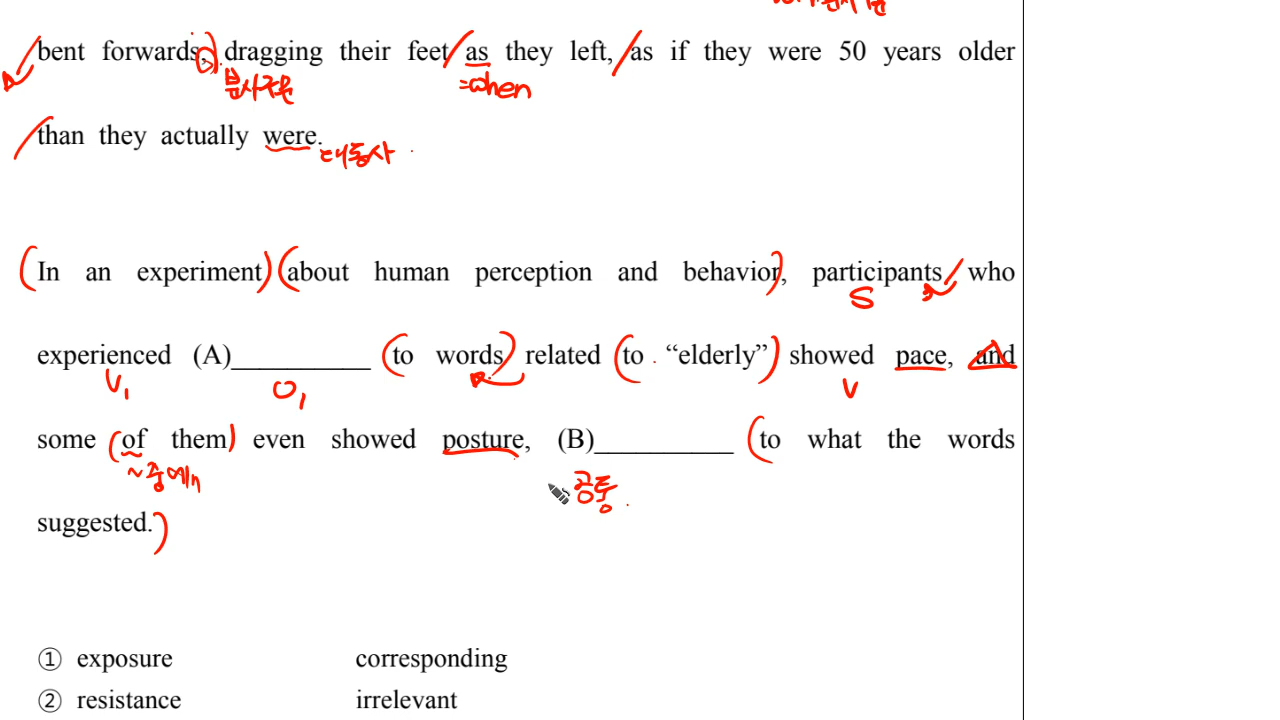 bent forwards, dragging their feet as they left, as if they were 50 years older
분사구문
=when
than they actually were.
대동사
In an experiment about human perception and behavior, participants who
S
experienced (A)__________ to words related to "elderly" showed pace, and
V1
O1
V
some of them even showed posture, (B)__________ to what the words
~중에서
공통
suggested.
① exposure corresponding
② resistance irrelevant